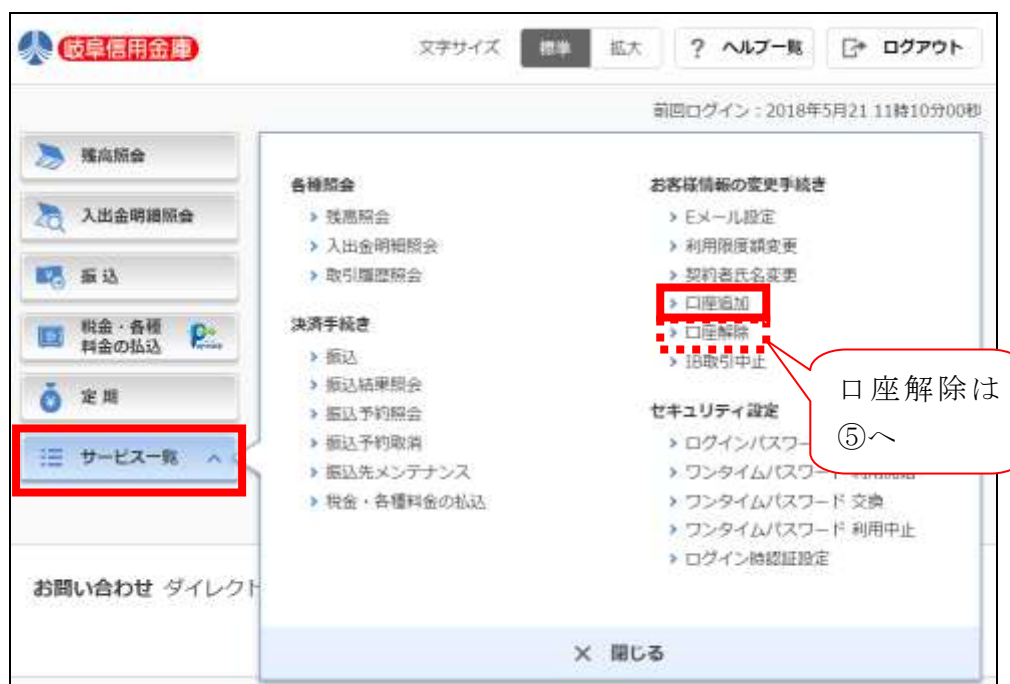 岐阜信用金庫
文字サイズ 標準 拡大 ? ヘルプ一覧 ログアウト
前回ログイン：2018年5月21 11時10分00秒
残高照会
入出金明細照会
振込
税金・各種
料金の払込
定期
サービス一覧
各種照会
残高照会
入出金明細照会
取引履歴照会
決済手続き
振込
振込結果照会
振込予約照会
振込予約取消
振込先メンテナンス
税金・各種料金の払込
お客様情報の変更手続き
Eメール設定
利用限度額変更
契約者氏名変更
口座追加
口座解除
IB取引中止
口座解除は
⑤へ
セキュリティ設定
ログインパスワー
ワンタイムパスワード
ワンタイムパスワード 交換
ワンタイムパスワード 利用中止
ログイン時認証設定
お問い合わせ ダイレクト
× 閉じる